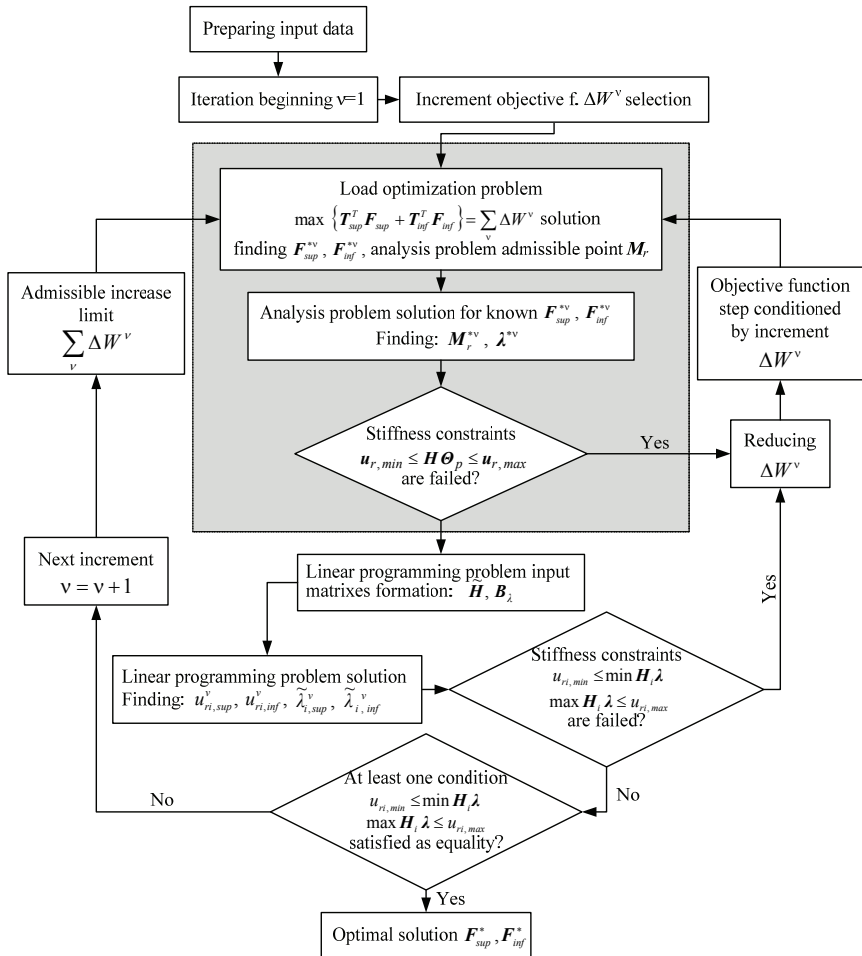 Preparing input data
Iteration beginning ν=1
Increment objective f. ΔW^ν selection
Load optimization problem
max {T^T_sup F_sup + T^T_inf F_inf} = ∑_ν ΔW^ν solution
finding F^*ν_sup , F^*ν_inf , analysis problem admissible point M_r
Analysis problem solution for known F^*ν_sup , F^*ν_inf
Finding: M^*ν_r , λ^*ν
Stiffness constraints
u_r,min ≤ HΘ_p ≤ u_r,max
are failed?
Yes
Reducing
ΔW^ν
Objective function
step conditioned
by increment
ΔW^ν
Admissible increase
limit
∑_ν ΔW^ν
Next increment
ν = ν + 1
Linear programming problem input
matrixes formation: H̃, B_λ
Yes
Linear programming problem solution
Finding: u^ν_ri,sup, u^ν_ri,inf, λ̃^ν_i,sup, λ̃^ν_i,inf
Stiffness constraints
u_ri,min ≤ min H_i λ
max H_i λ ≤ u_ri,max
are failed?
No
At least one condition
u_ri,min ≤ min H_i λ
max H_i λ ≤ u_ri,max
satisfied as equality?
No
Yes
Optimal solution F^*_sup , F^*_inf